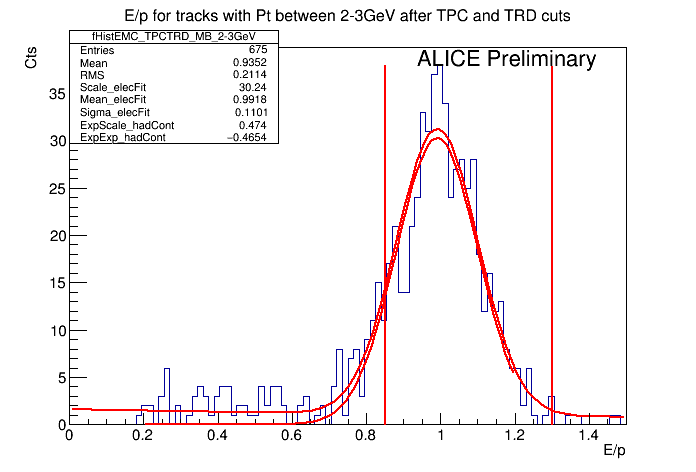 E/p for tracks with Pt between 2-3GeV after TPC and TRD cuts
fHistEMC_TPCTRD_MB_2-3GeV
Entries 675
Mean 0.9352
RMS 0.2114
Scale_elecFit 30.24
Mean_elecFit 0.9918
Sigma_elecFit 0.1101
ExpScale_hadCont 0.474
ExpExp_hadCont −0.4654
ALICE Preliminary
Cts
35
30
25
20
15
10
5
0
0 0.2 0.4 0.6 0.8 1 1.2 1.4
E/p